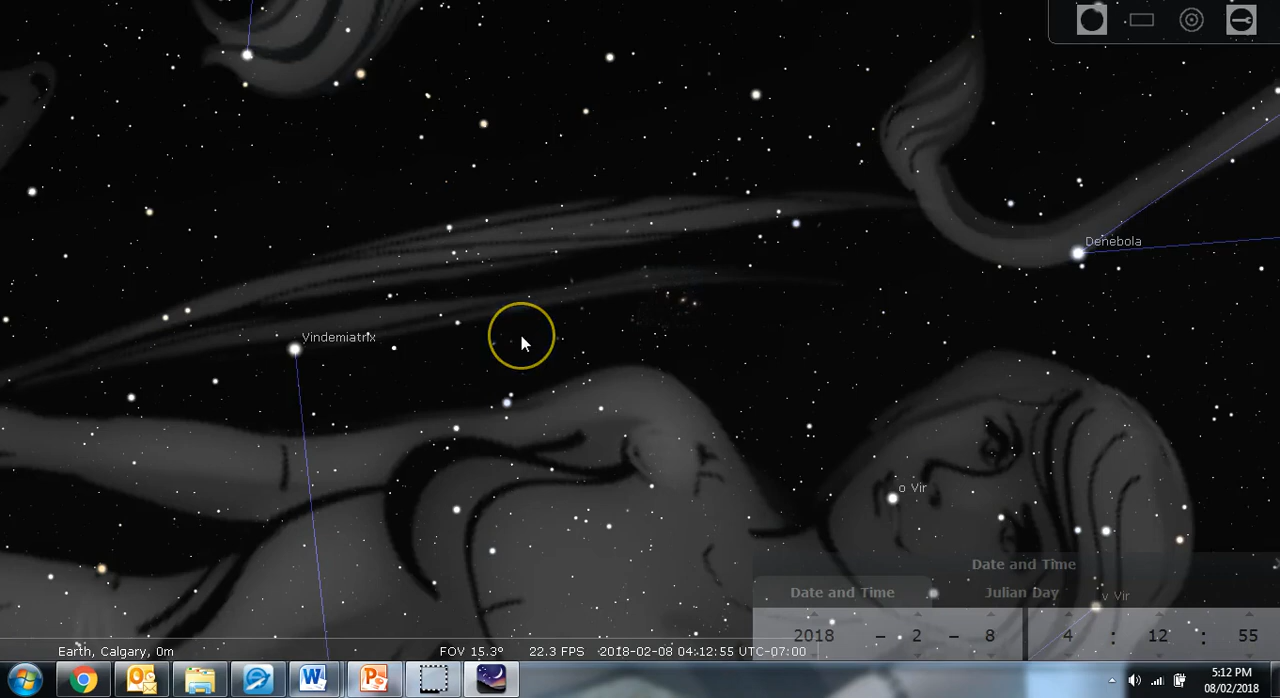 Denebola
Vindemiatrix
o Vir
Date and Time
Date and Time
Julian Day
ν Vir
2018 – 2 – 8 4 : 12 : 55
Earth, Calgary, 0m
FOV 15.3° 22.3 FPS 2018-02-08 04:12:55 UTC-07:00
5:12 PM
08/02/2018